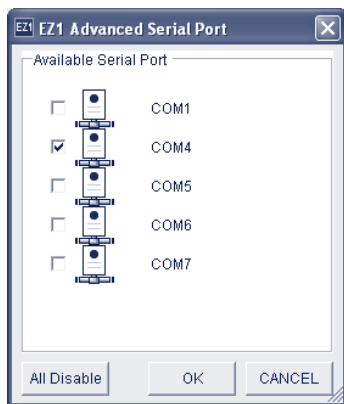 EZ1 EZ1 Advanced Serial Port
Available Serial Port
COM1
COM4
COM5
COM6
COM7
All Disable OK CANCEL